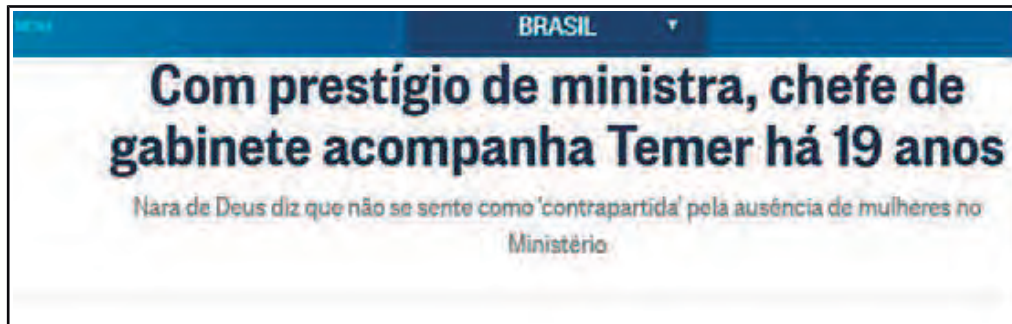 MENU
BRASIL
Com prestígio de ministra, chefe de
gabinete acompanha Temer há 19 anos
Nara de Deus diz que não se sente como 'contrapartida' pela ausência de mulheres no
Ministério